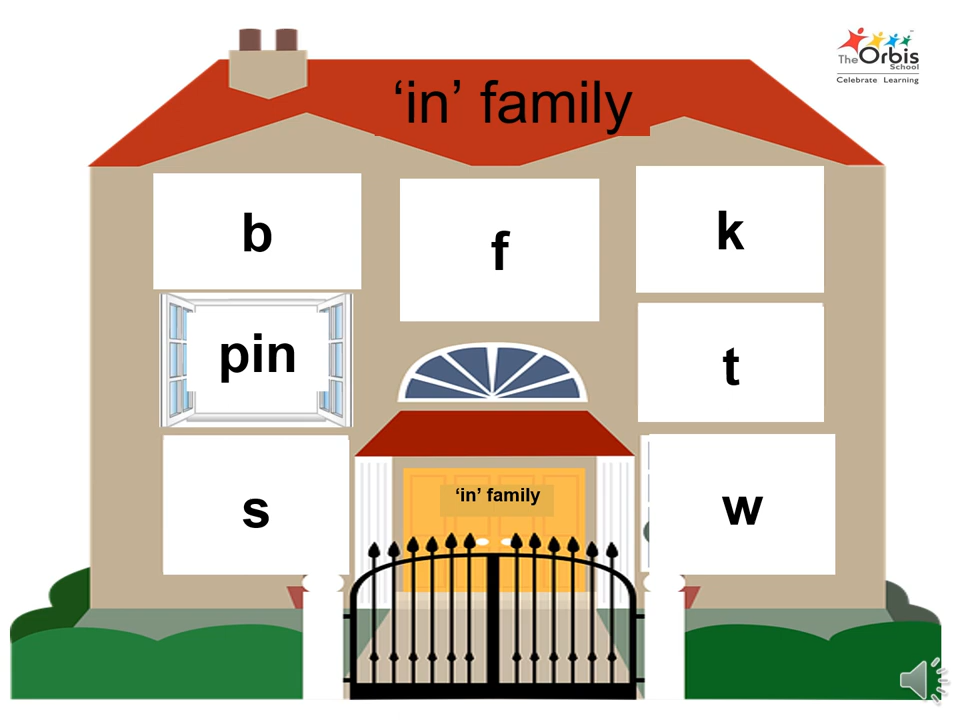 The Orbis
School
Celebrate Learning
‘in’ family
b
f
k
pin
t
s
w
‘in’ family